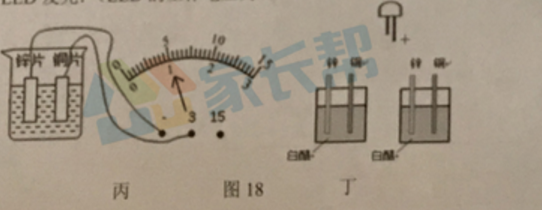 锌片 铜片
0 5 10 15
0 1 2 3
- 3 15
+
锌 铜 锌 铜
白醋 白醋
丙 图18 丁
家长帮